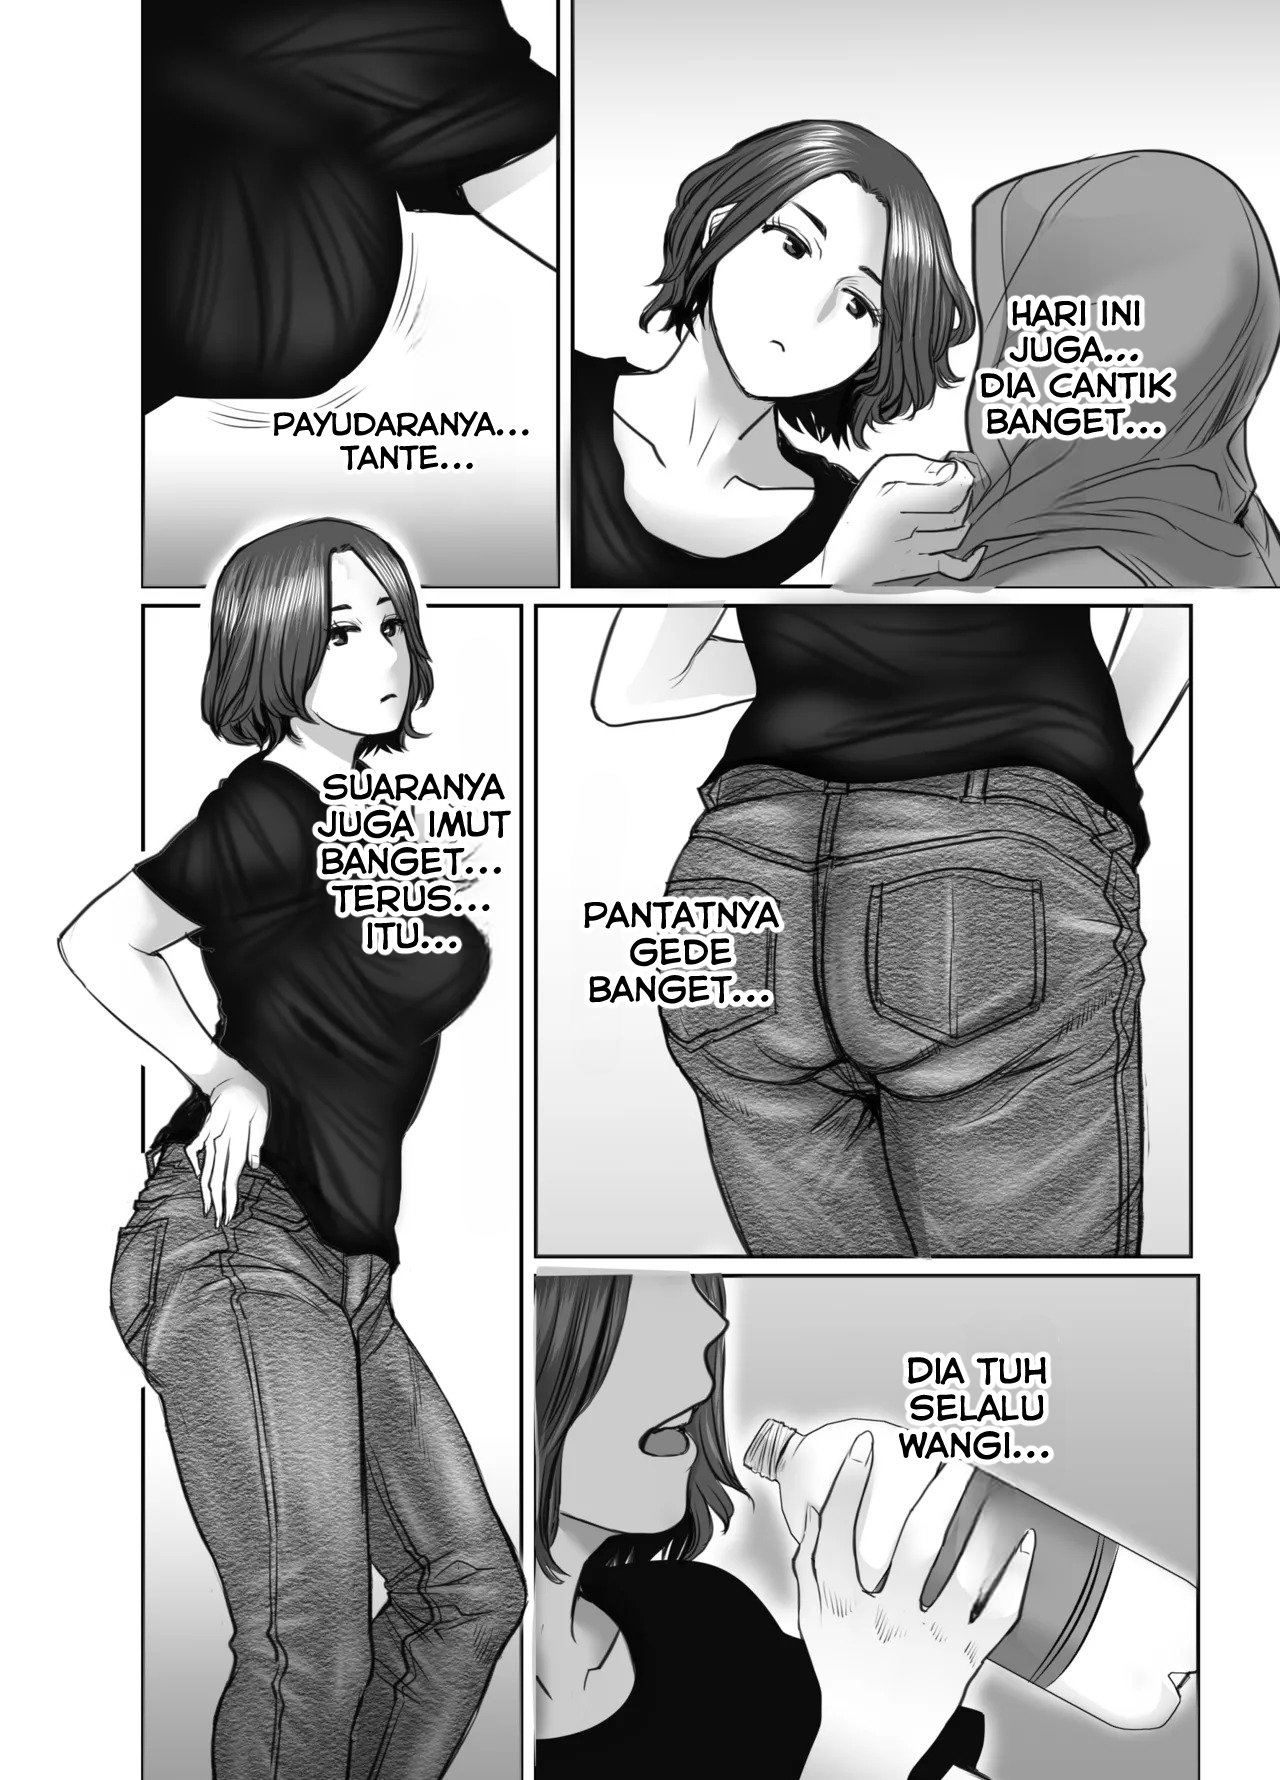 HARI INI
JUGA...
DIA CANTIK
BANGET...
PAYUDARANYA...
TANTE...
PANTATNYA
GEDE
BANGET...
SUARANYA
JUGA IMUT
BANGET...
TERUS...
ITU...
DIA TUH
SELALU
WANGI...